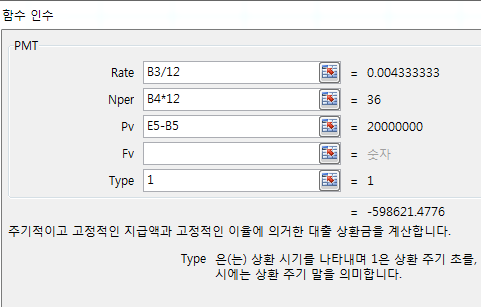 함수 인수
PMT
Rate B3/12 = 0.004333333
Nper B4*12 = 36
Pv E5-B5 = 20000000
Fv = 숫자
Type 1 = 1
= -598621.4776
주기적이고 고정적인 지급액과 고정적인 이율에 의거한 대출 상환금을 계산합니다.
Type 은(는) 상환 시기를 나타내며 1은 상환 주기 초를,
시에는 상환 주기 말을 의미합니다.